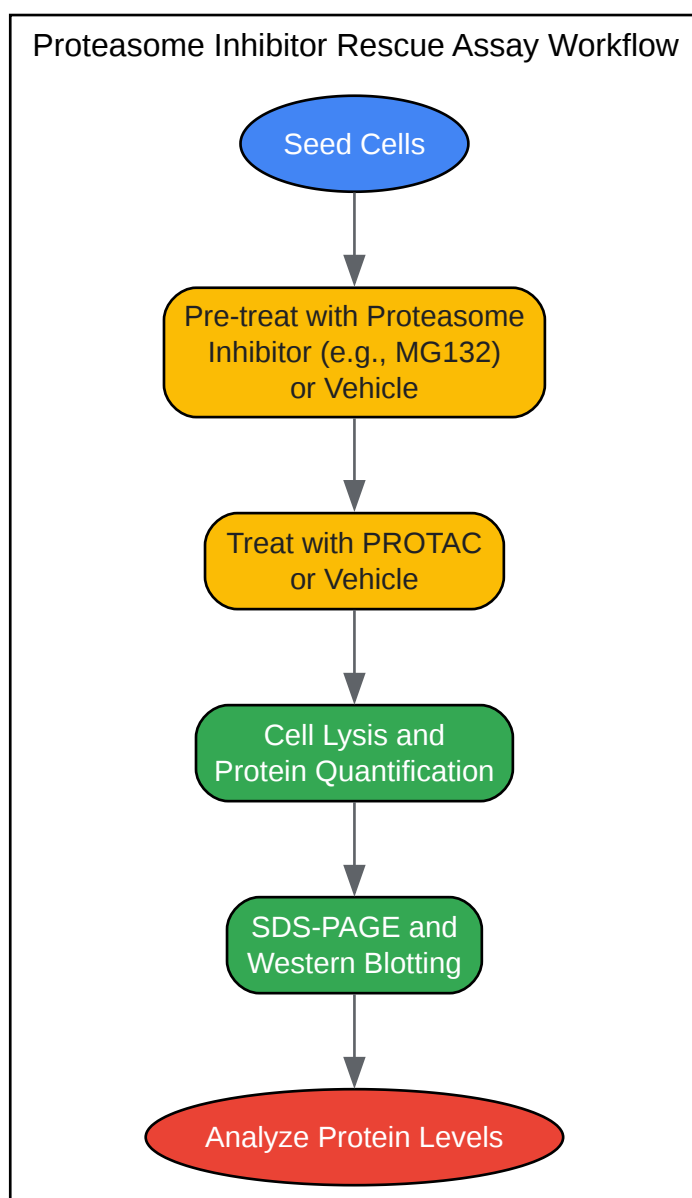 Proteasome Inhibitor Rescue Assay Workflow
Seed Cells
Pre-treat with Proteasome
Inhibitor (e.g., MG132)
or Vehicle
Treat with PROTAC
or Vehicle
Cell Lysis and
Protein Quantification
SDS-PAGE and
Western Blotting
Analyze Protein Levels